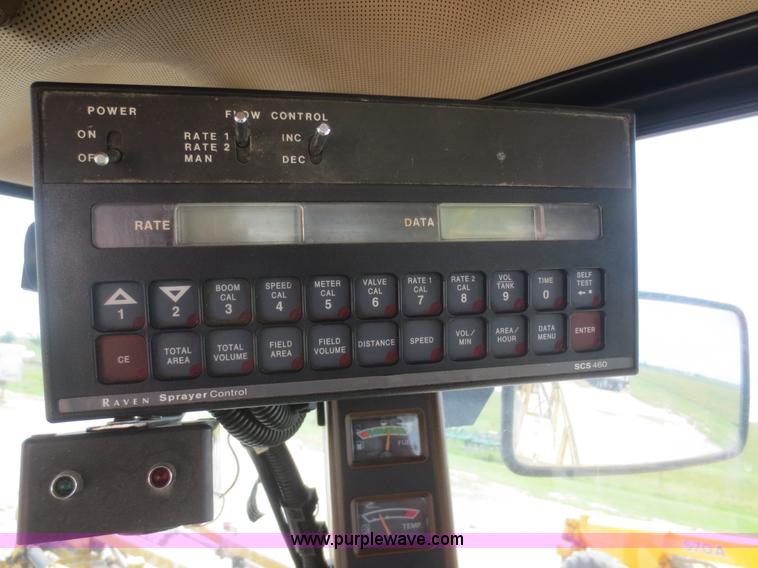 POWER
FLOW CONTROL
ON
RATE 1
INC
OFF
RATE 2
MAN
DEC
RATE
DATA
1
2
BOOM CAL 3
SPEED CAL 4
METER CAL 5
VALVE CAL 6
RATE 1 CAL 7
RATE 2 CAL 8
VOL TANK 9
TIME 0
SELF TEST ←*
CE
TOTAL AREA
TOTAL VOLUME
FIELD AREA
FIELD VOLUME
DISTANCE
SPEED
VOL/ MIN
AREA/ HOUR
DATA MENU
ENTER
RAVEN Sprayer Control
SCS 460
FUEL
TEMP
www.purplewave.com
570A